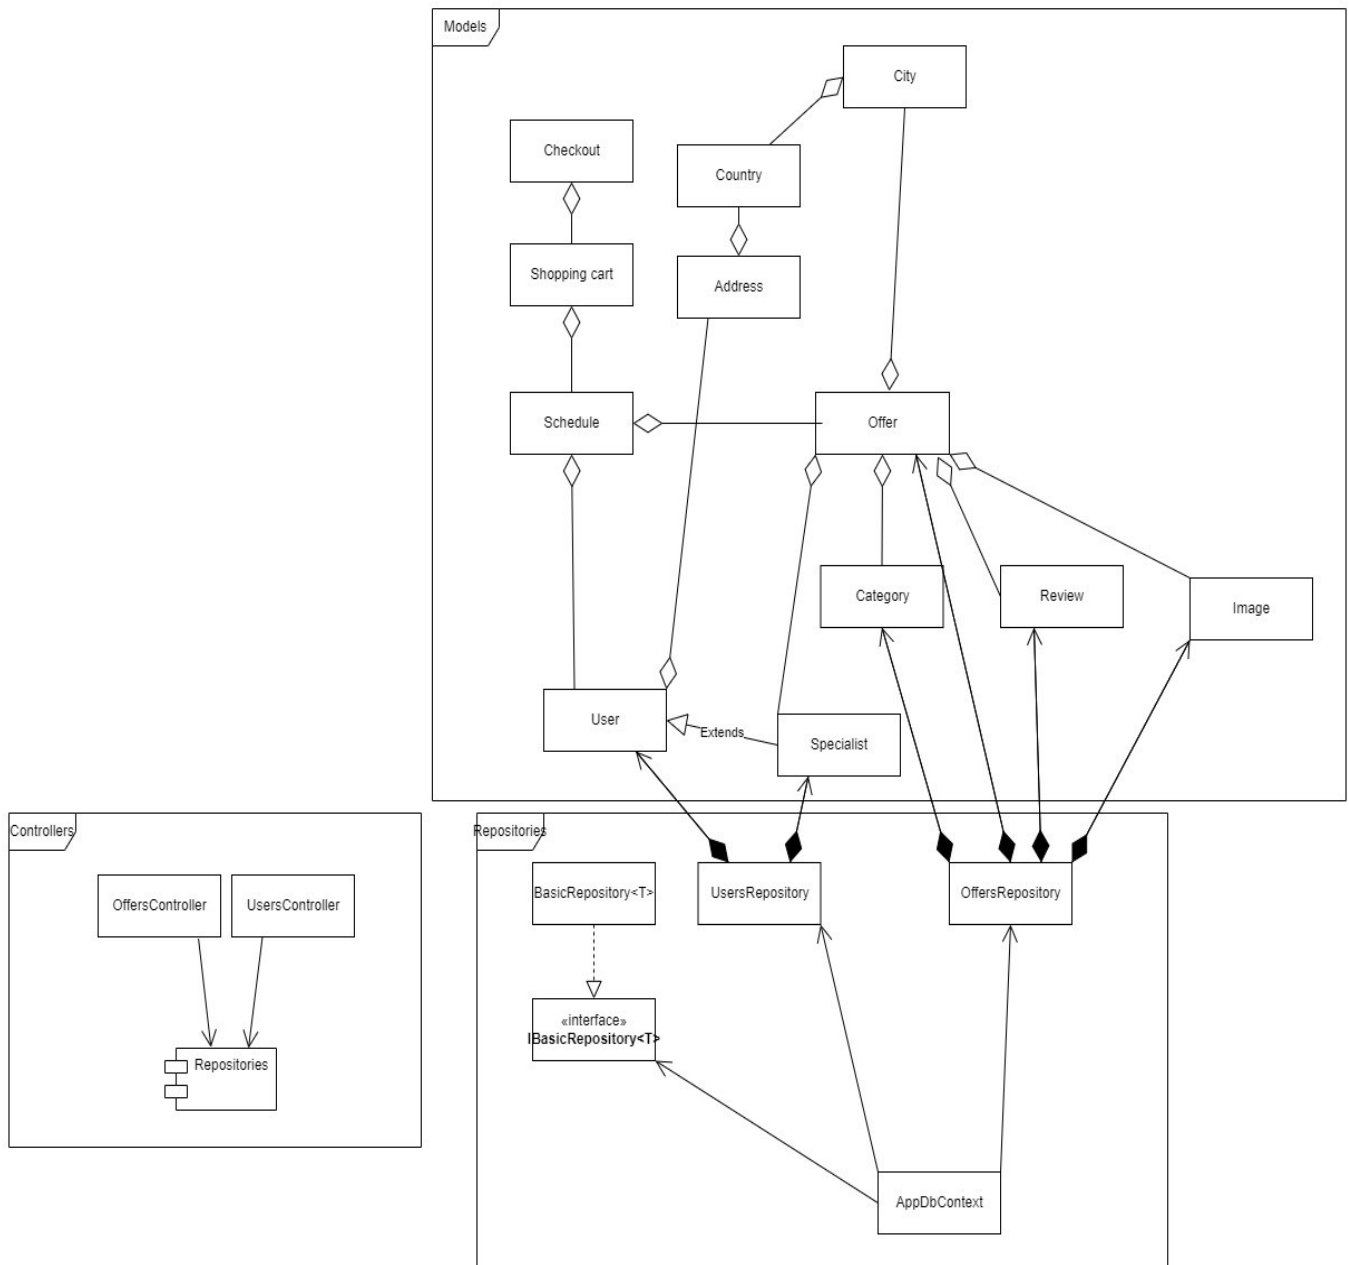 Models
City
Checkout
Country
Shopping cart
Address
Schedule
Offer
Category
Review
Image
User
Extends
Specialist
Controllers
Repositories
OffersController
UsersController
BasicRepository<T>
UsersRepository
OffersRepository
«interface»
IBasicRepository<T>
Repositories
AppDbContext